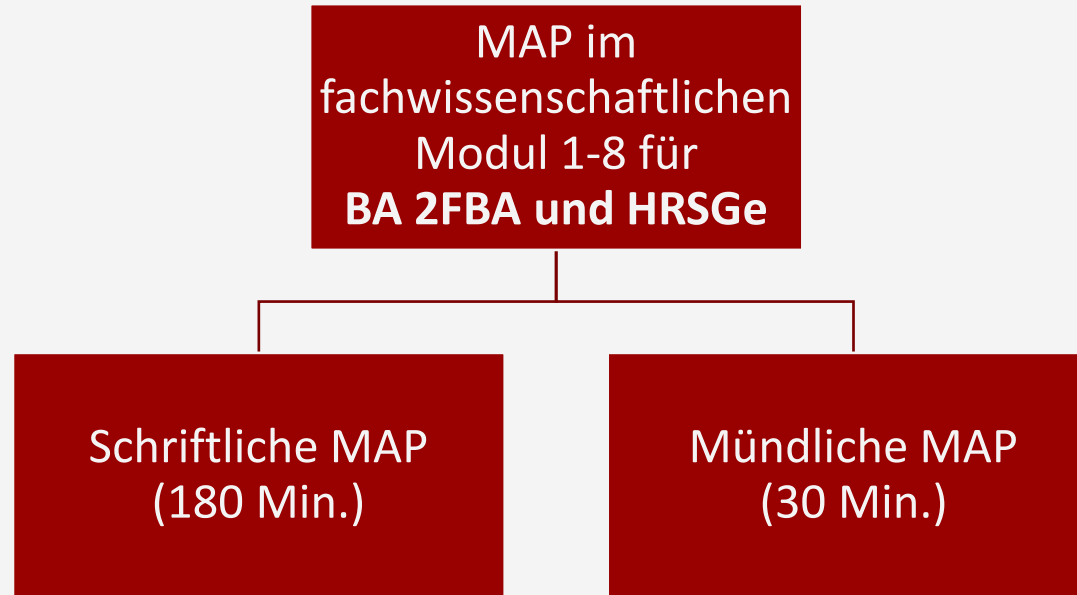 MAP im
fachwissenschaftlichen
Modul 1-8 für
BA 2FBA und HRSGe
Schriftliche MAP
(180 Min.)
Mündliche MAP
(30 Min.)